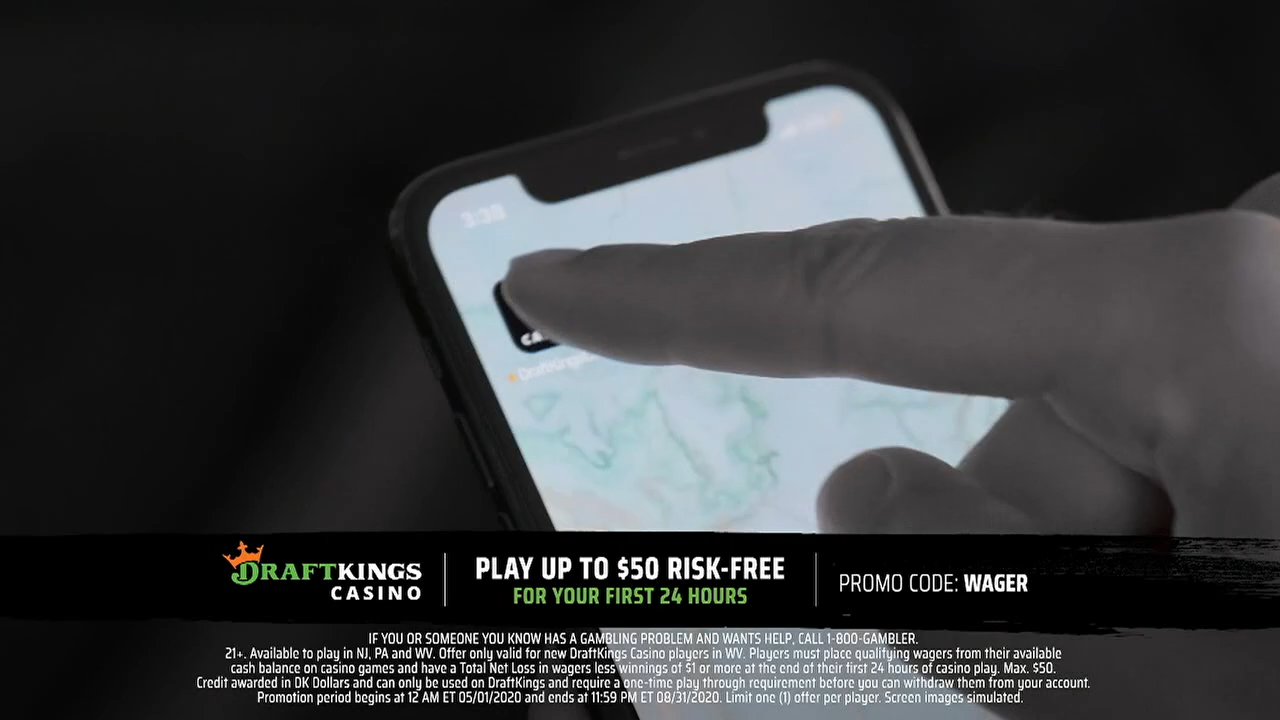 3:38
DRAFTKINGS
CASINO
PLAY UP TO $50 RISK-FREE
FOR YOUR FIRST 24 HOURS
PROMO CODE: WAGER
IF YOU OR SOMEONE YOU KNOW HAS A GAMBLING PROBLEM AND WANTS HELP, CALL 1-800-GAMBLER.
21+. Available to play in NJ, PA and WV. Offer only valid for new DraftKings Casino players in WV. Players must place qualifying wagers from their available
cash balance on casino games and have a Total Net Loss in wagers less winnings of $1 or more at the end of their first 24 hours of casino play. Max. $50.
Credit awarded in DK Dollars and can only be used on DraftKings and require a one-time play through requirement before you can withdraw them from your account.
Promotion period begins at 12 AM ET 05/01/2020 and ends at 11:59 PM ET 08/31/2020. Limit one (1) offer per player. Screen images simulated.